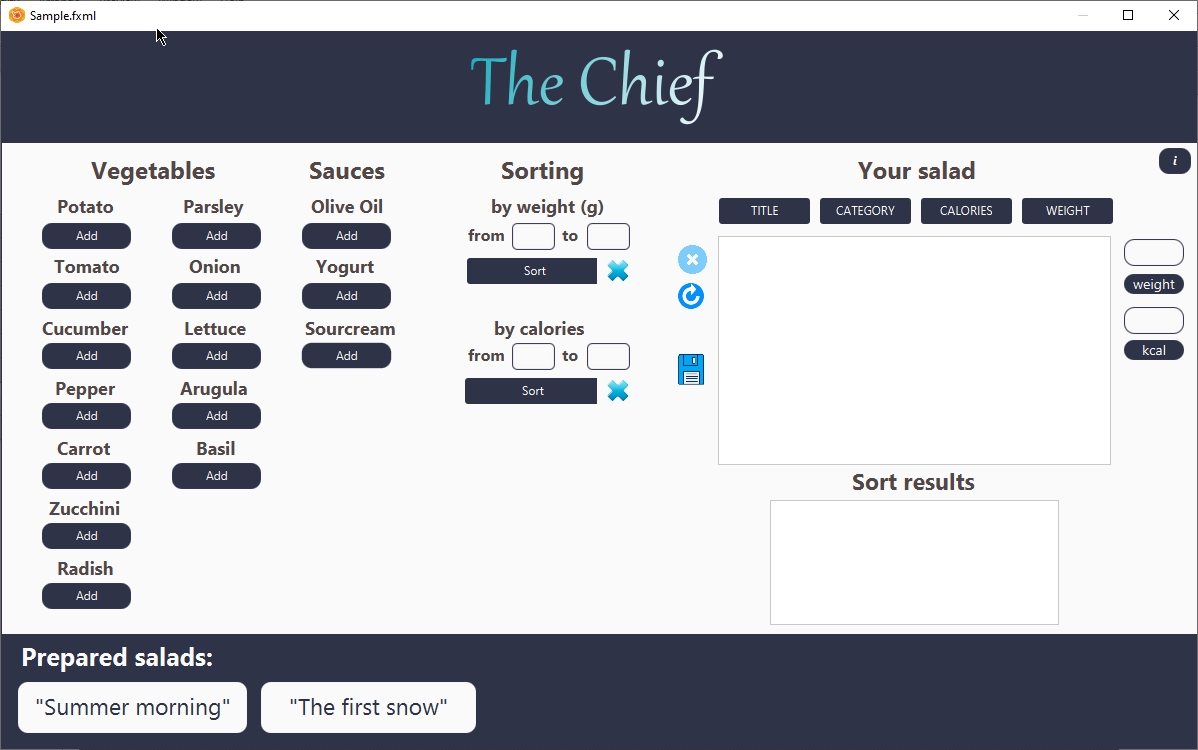 Sample.fxml
The Chief
Vegetables
Potato
Add
Tomato
Add
Cucumber
Add
Pepper
Add
Carrot
Add
Zucchini
Add
Radish
Add
Parsley
Add
Onion
Add
Lettuce
Add
Arugula
Add
Basil
Add
Sauces
Olive Oil
Add
Yogurt
Add
Sourcream
Add
Sorting
by weight (g)
from to
Sort
by calories
from to
Sort
Your salad
i
TITLE CATEGORY CALORIES WEIGHT
weight
kcal
Sort results
Prepared salads:
"Summer morning" "The first snow"